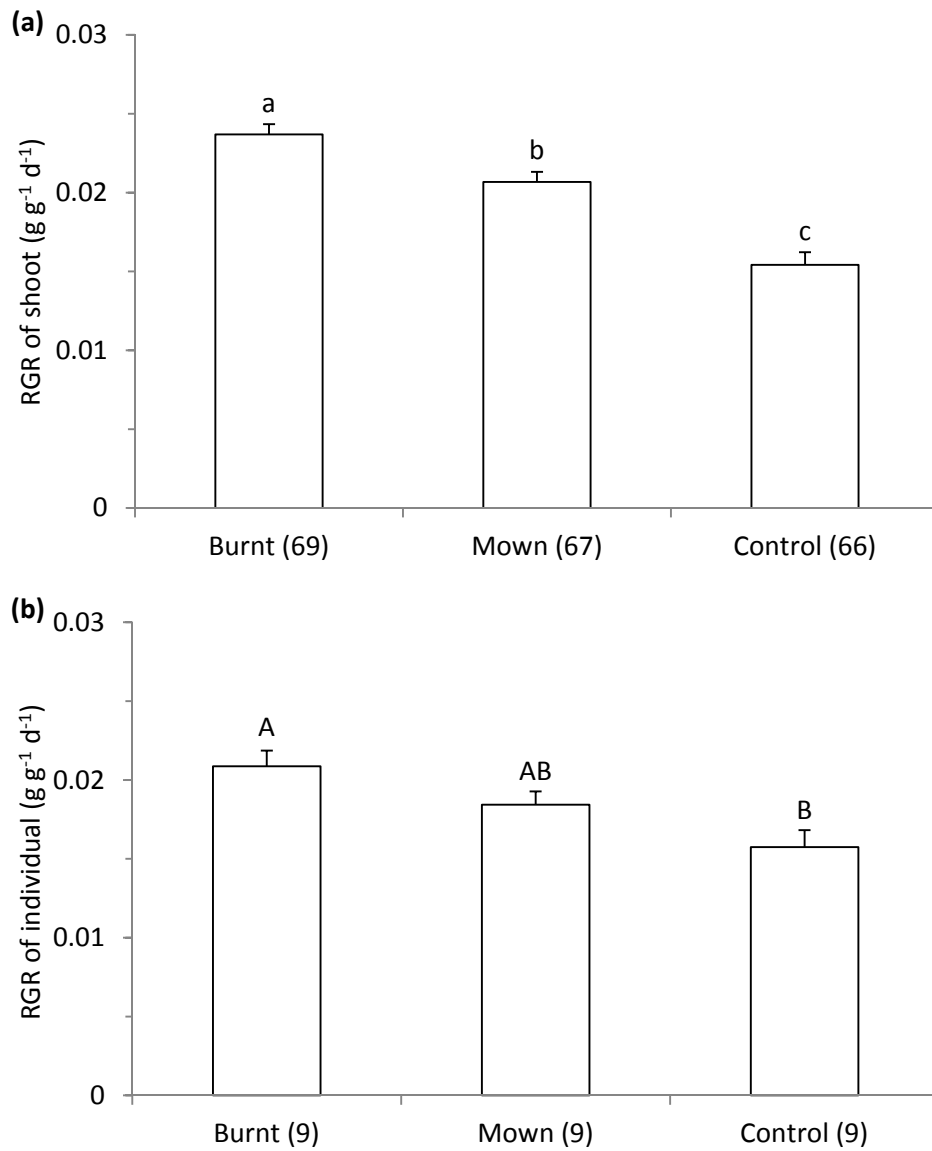 (a)
0.03
a
b
0.02
c
0.01
0
RGR of shoot (g g⁻¹ d⁻¹)
Burnt (69) Mown (67) Control (66)
(b)
0.03
A
AB
0.02
B
0.01
0
RGR of individual (g g⁻¹ d⁻¹)
Burnt (9) Mown (9) Control (9)